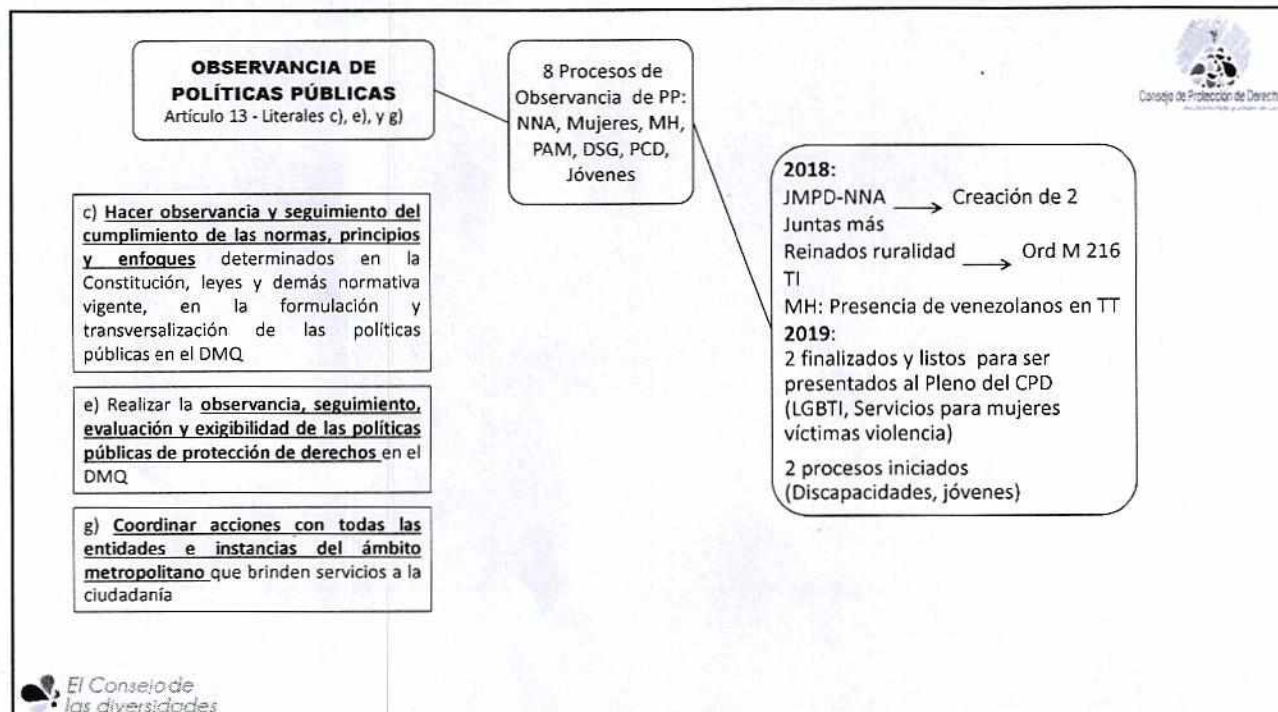 OBSERVANCIA DE
POLÍTICAS PÚBLICAS
Artículo 13 - Literales c), e), y g)
8 Procesos de
Observancia de PP:
NNA, Mujeres, MH,
PAM, DSG, PCD,
Jóvenes
Consejo de Protección de Derech
c) Hacer observancia y seguimiento del
cumplimiento de las normas, principios
y enfoques determinados en la
Constitución, leyes y demás normativa
vigente, en la formulación y
transversalización de las políticas
públicas en el DMQ
e) Realizar la observancia, seguimiento,
evaluación y exigibilidad de las políticas
públicas de protección de derechos en el
DMQ
g) Coordinar acciones con todas las
entidades e instancias del ámbito
metropolitano que brinden servicios a la
ciudadanía
2018:
JMPD-NNA → Creación de 2
Juntas más
Reinados ruralidad → Ord M 216
TI
MH: Presencia de venezolanos en TT
2019:
2 finalizados y listos para ser
presentados al Pleno del CPD
(LGBTI, Servicios para mujeres
víctimas violencia)
2 procesos iniciados
(Discapacidades, jóvenes)
El Consejo de
las diversidades